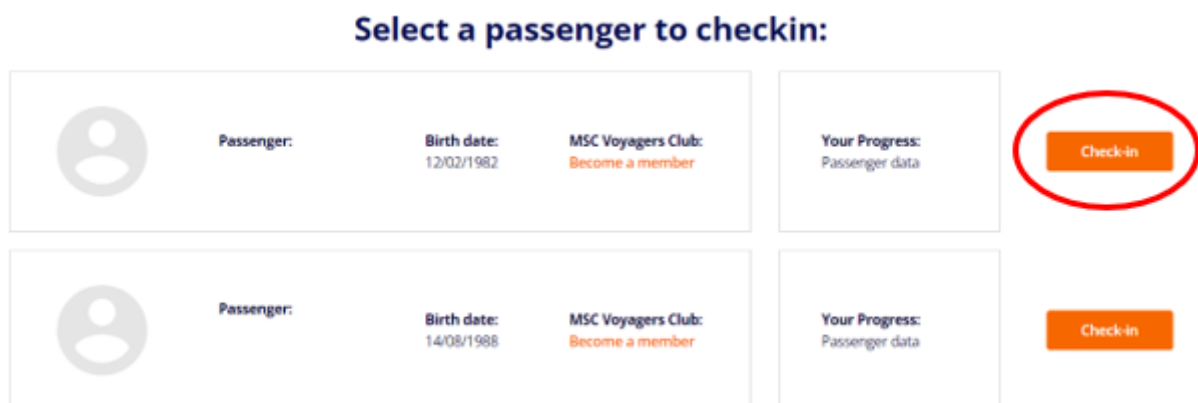 Select a passenger to checkin:
Passenger: Birth date: MSC Voyagers Club: Your Progress: Check-in
12/02/1982 Become a member Passenger data
Passenger: Birth date: MSC Voyagers Club: Your Progress: Check-in
14/08/1988 Become a member Passenger data